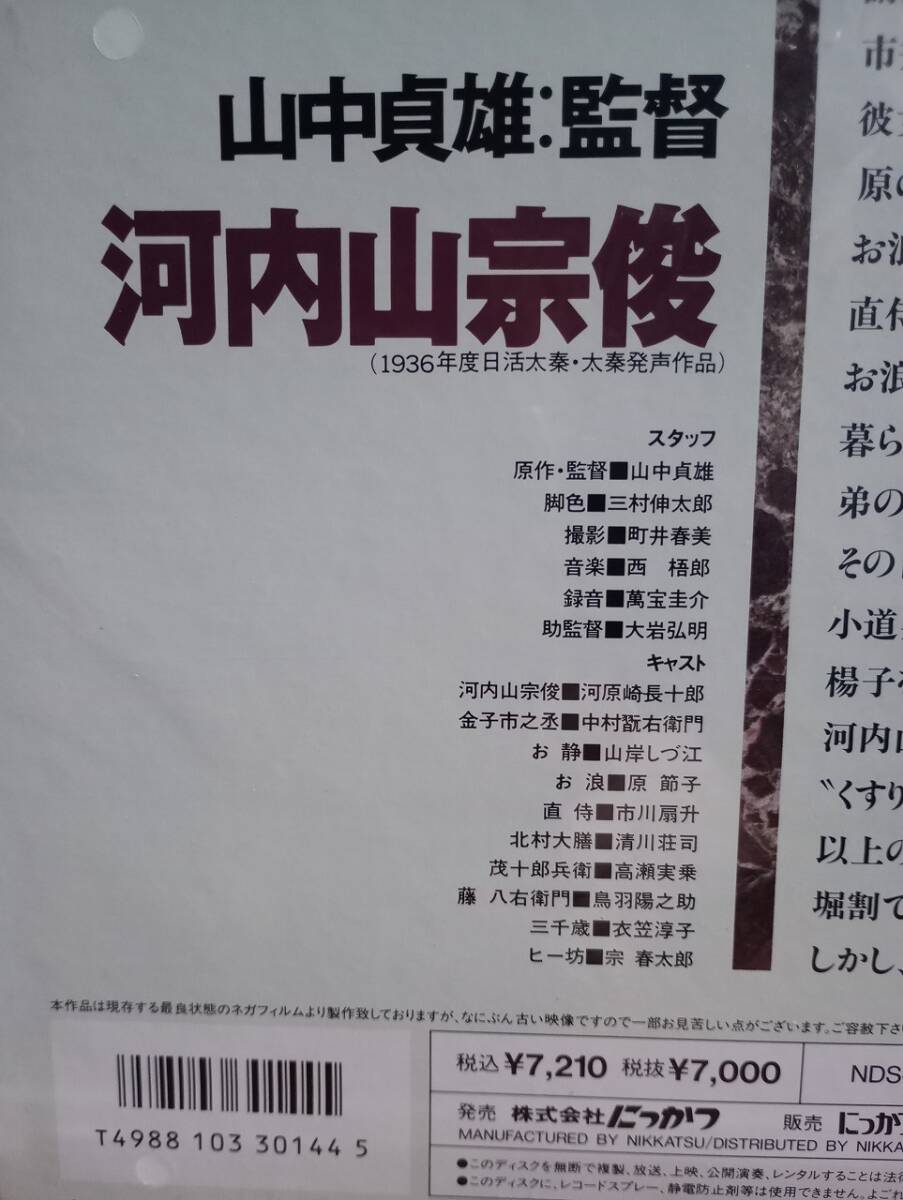 山中貞雄:監督
河内山宗俊
(1936年度日活太秦・太秦発声作品)
スタッフ
原作・監督■山中貞雄
脚色■三村伸太郎
撮影■町井春美
音楽■西 梧郎
録音■萬宝圭介
助監督■大岩弘明
キャスト
河内山宗俊■河原崎長十郎
金子市之丞■中村翫右衛門
お 静■山岸しづ江
お 浪■原 節子
直 侍■市川扇升
北村大膳■清川荘司
茂十郎兵衛■高瀬実乗
藤 八右衛門■鳥羽陽之助
三千歳■衣笠淳子
ヒー坊■宗 春太郎
市
彼
原の
お浪
直侍
お浪
暮ら
弟の
その
小道
楊子
河内山
〝くすり
以上の
堀割で
しかし、
本作品は現存する最良状態のネガフィルムより製作致しておりますが、なにぶん古い映像ですので一部お見苦しい点がございます。ご容赦下さ
T4988 103 30144 5
税込 ¥7,210 税抜 ¥7,000
NDS
発売 株式会社にっかつ 販売 にっか
MANUFACTURED BY NIKKATSU/DISTRIBUTED BY NIKKA
●このディスクを無断で複製、放送、上映、公開演奏、レンタルすることは法
●このディスクに、レコードスプレー、静電防止剤等は使用できません。よごれ